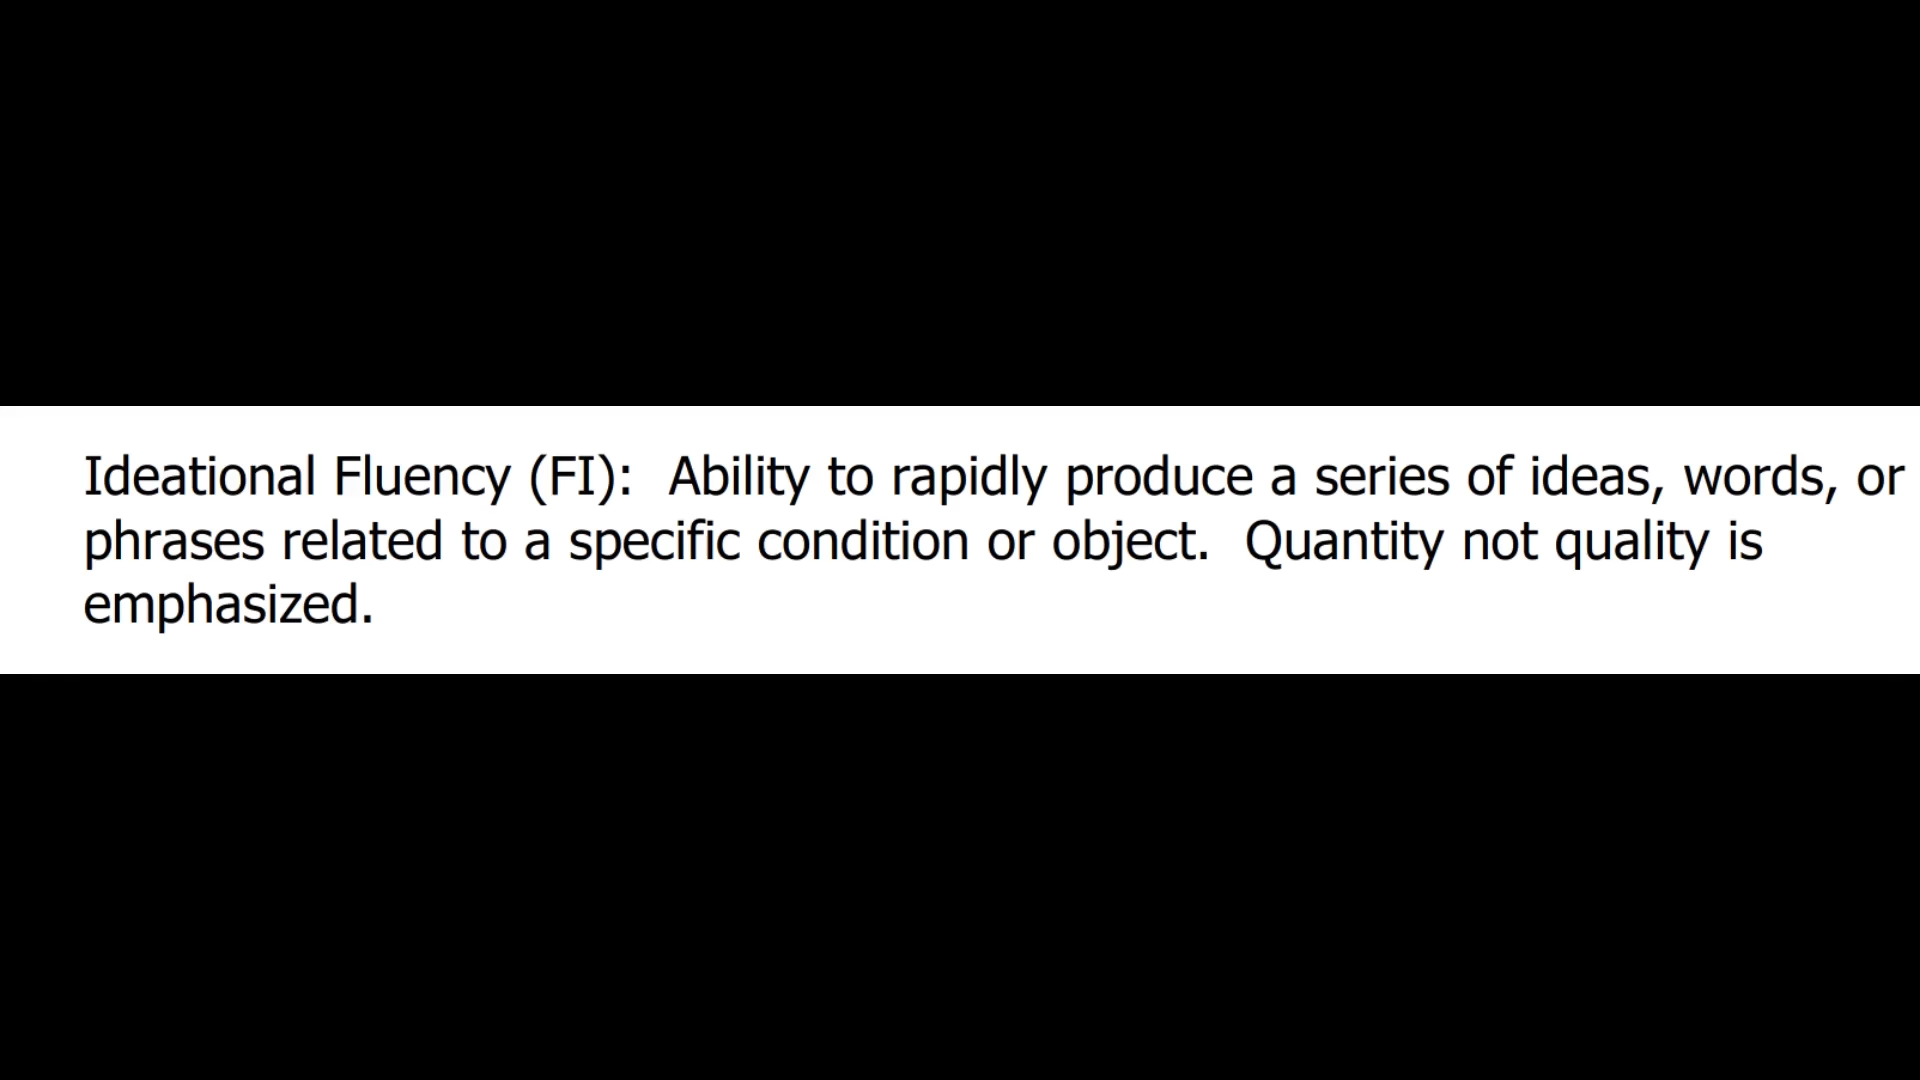 Ideational Fluency (FI):  Ability to rapidly produce a series of ideas, words, or
phrases related to a specific condition or object.  Quantity not quality is
emphasized.